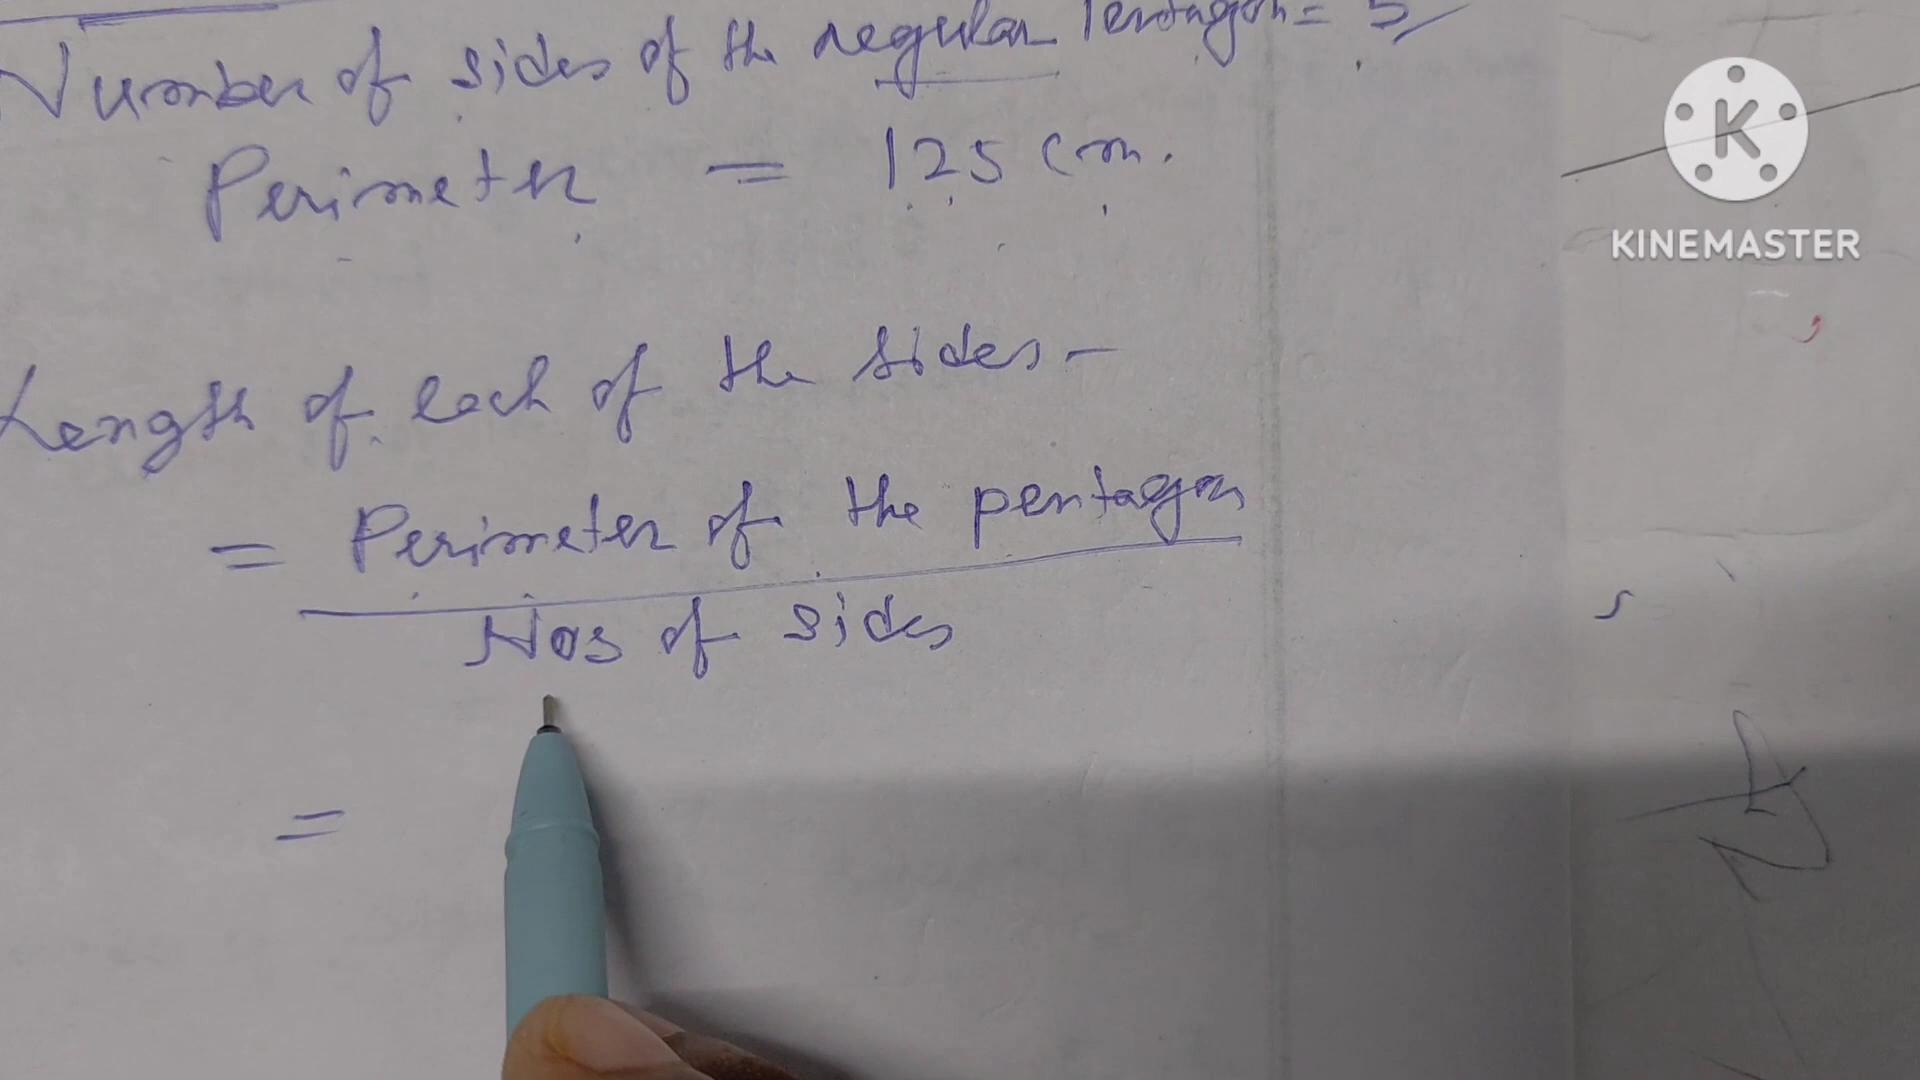 Number of sides of the regular Pentagon = 5
Perimeter = 125 cm.
K
KINEMASTER
Length of each of the sides -
= Perimeter of the pentagon
Nos of sides
=